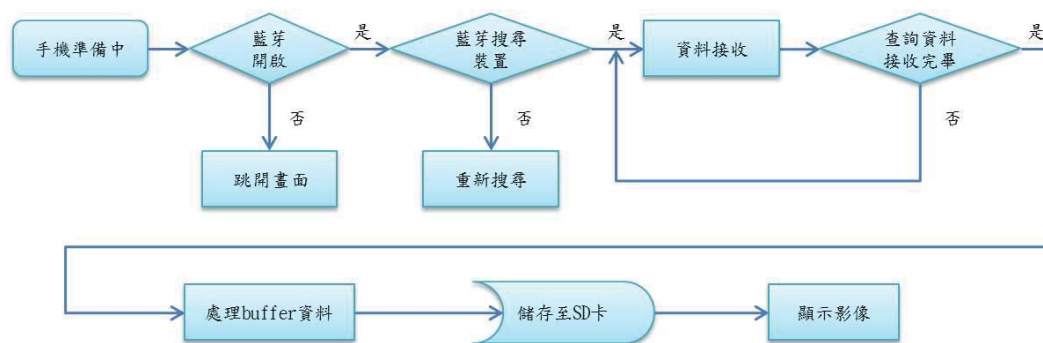 手機準備中
藍芽
開啟
是
藍芽搜尋
裝置
是
資料接收
查詢資料
接收完畢
是
否
否
否
跳開畫面
重新搜尋
處理buffer資料
儲存至SD卡
顯示影像